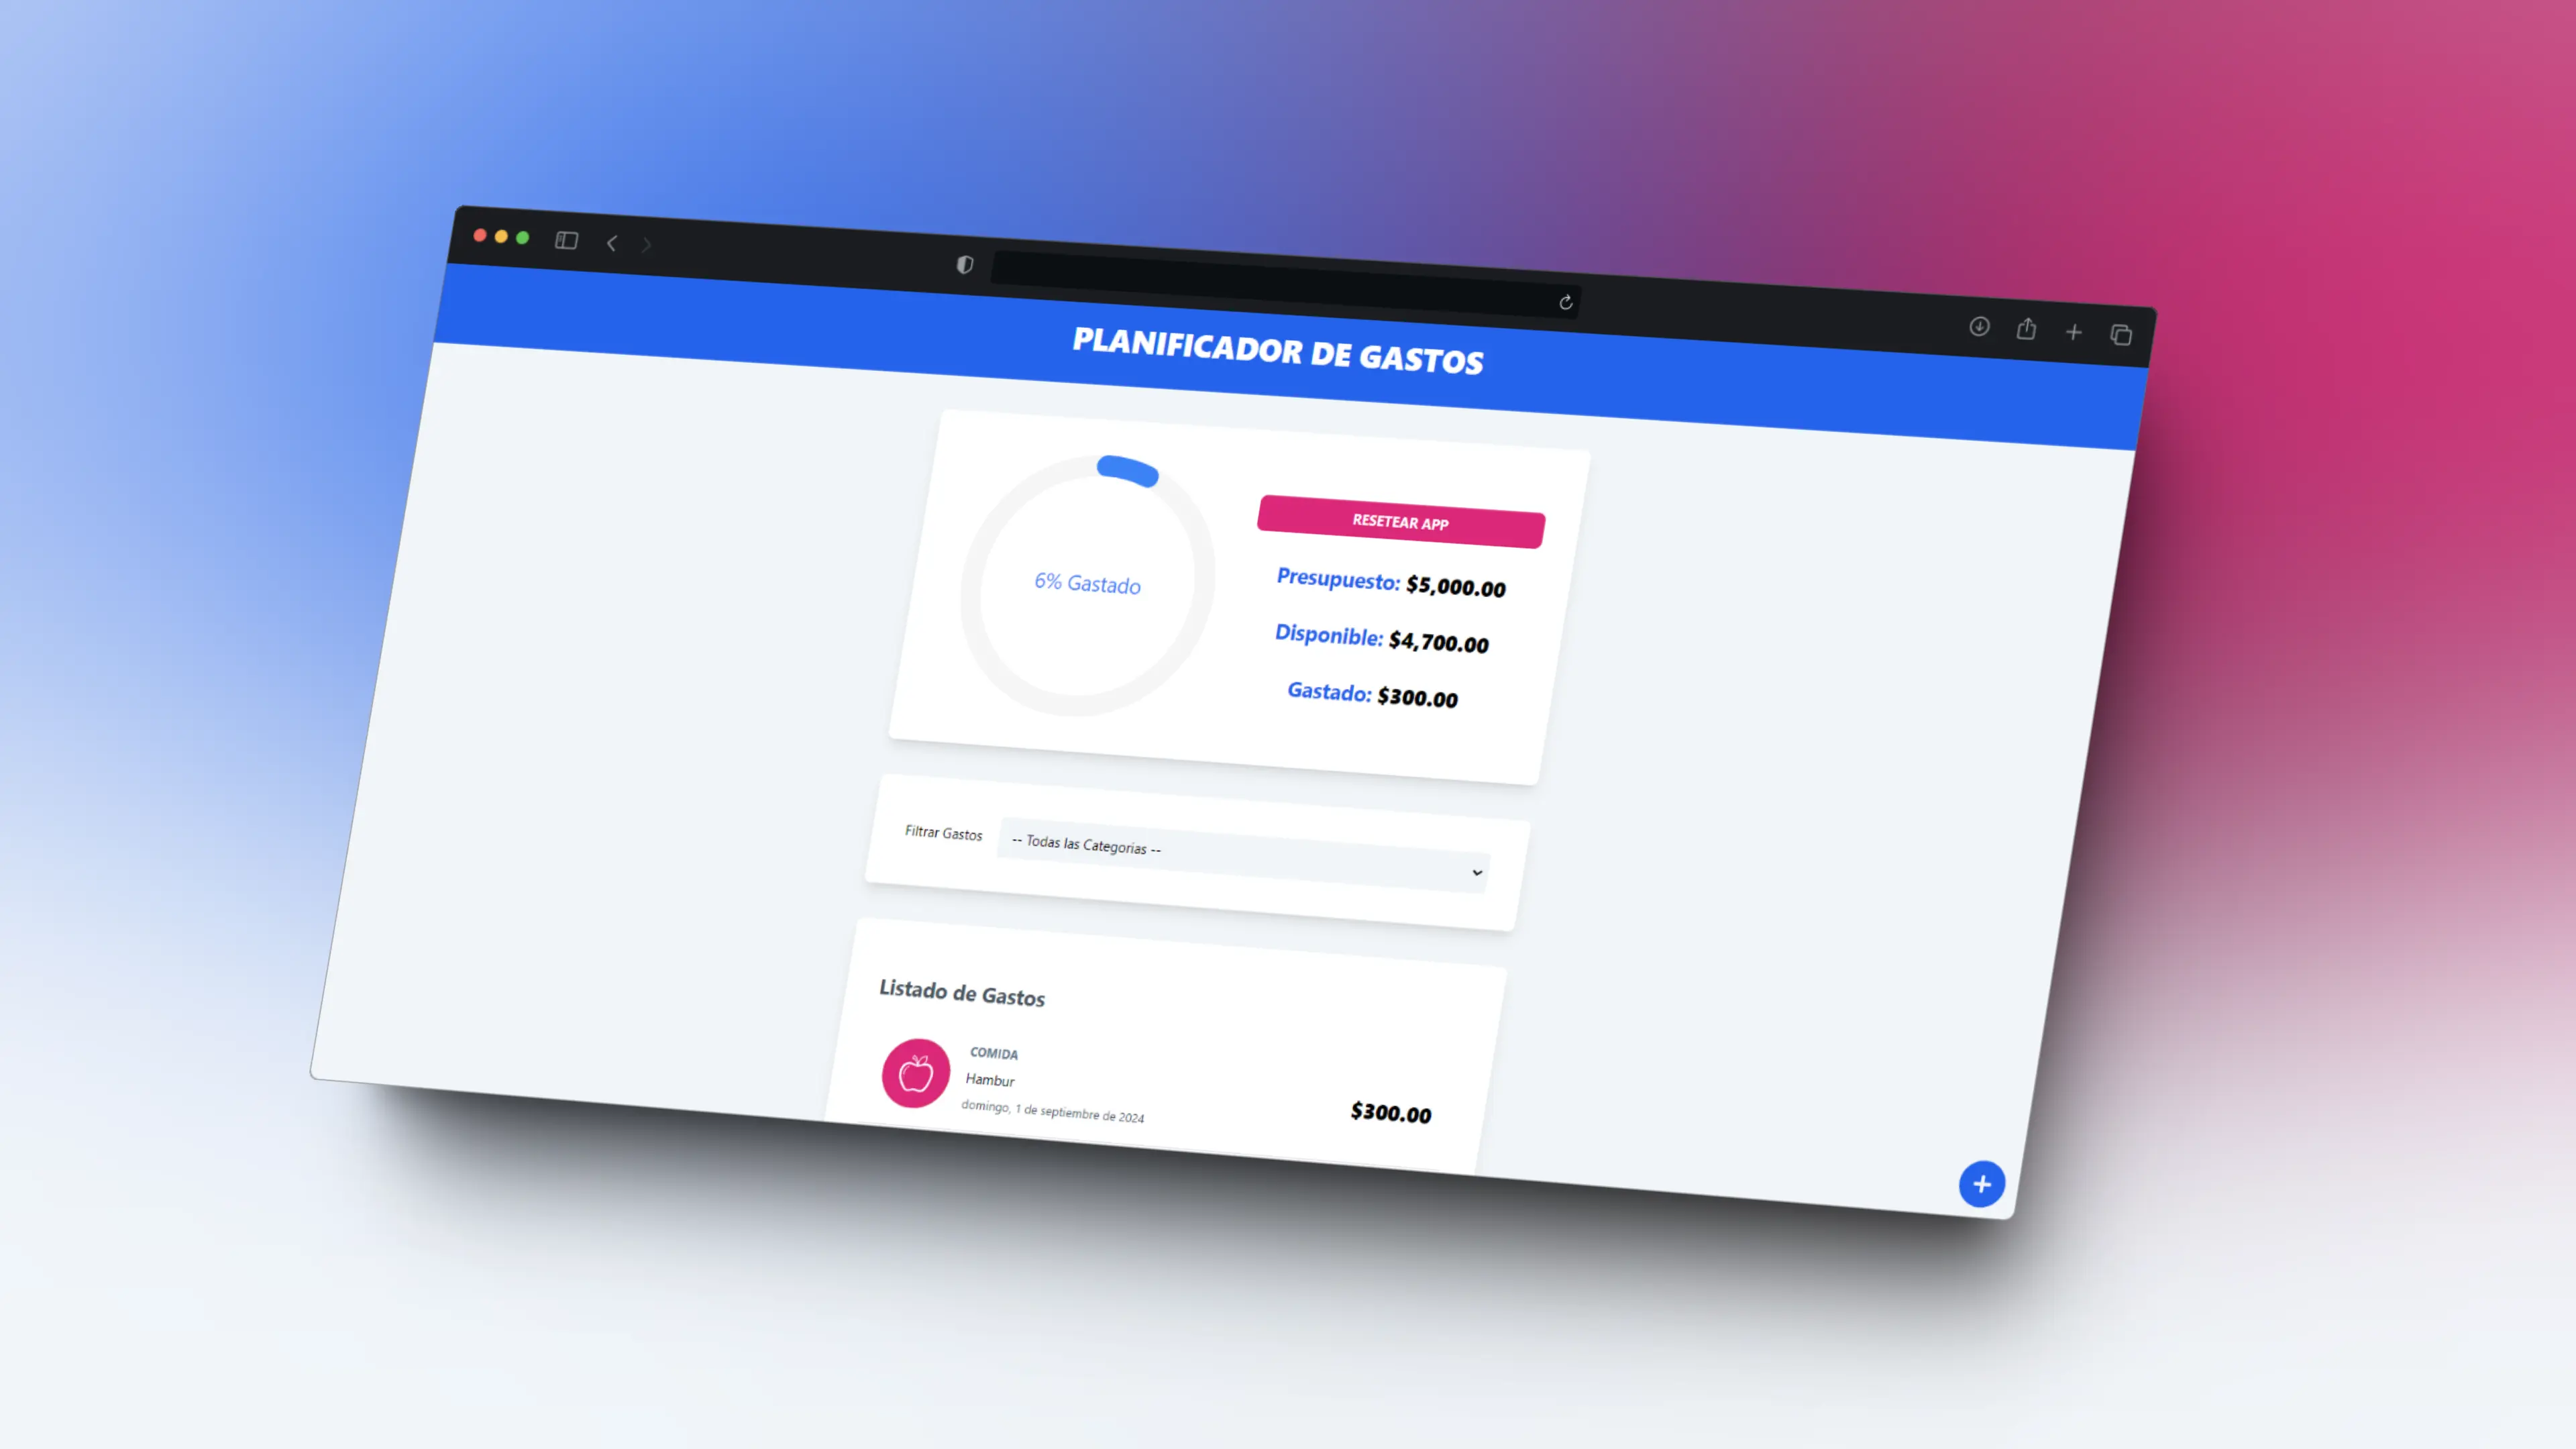 PLANIFICADOR DE GASTOS
6% Gastado
RESETEAR APP
Presupuesto: $5,000.00
Disponible: $4,700.00
Gastado: $300.00
Filtrar Gastos
-- Todas las Categorias --
Listado de Gastos
COMIDA
Hambur
domingo, 1 de septiembre de 2024
$300.00